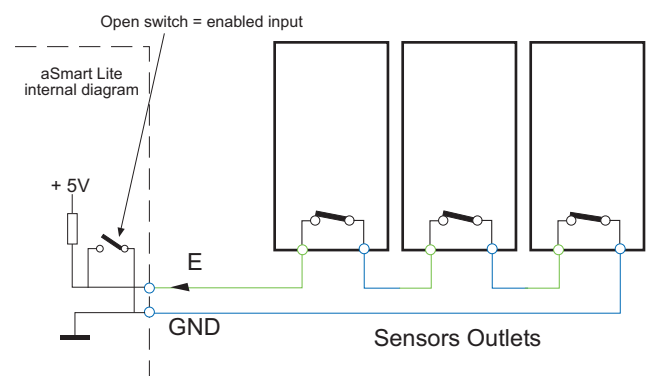 Open switch = enabled input
aSmart Lite
internal diagram
+ 5V
E
GND
Sensors Outlets